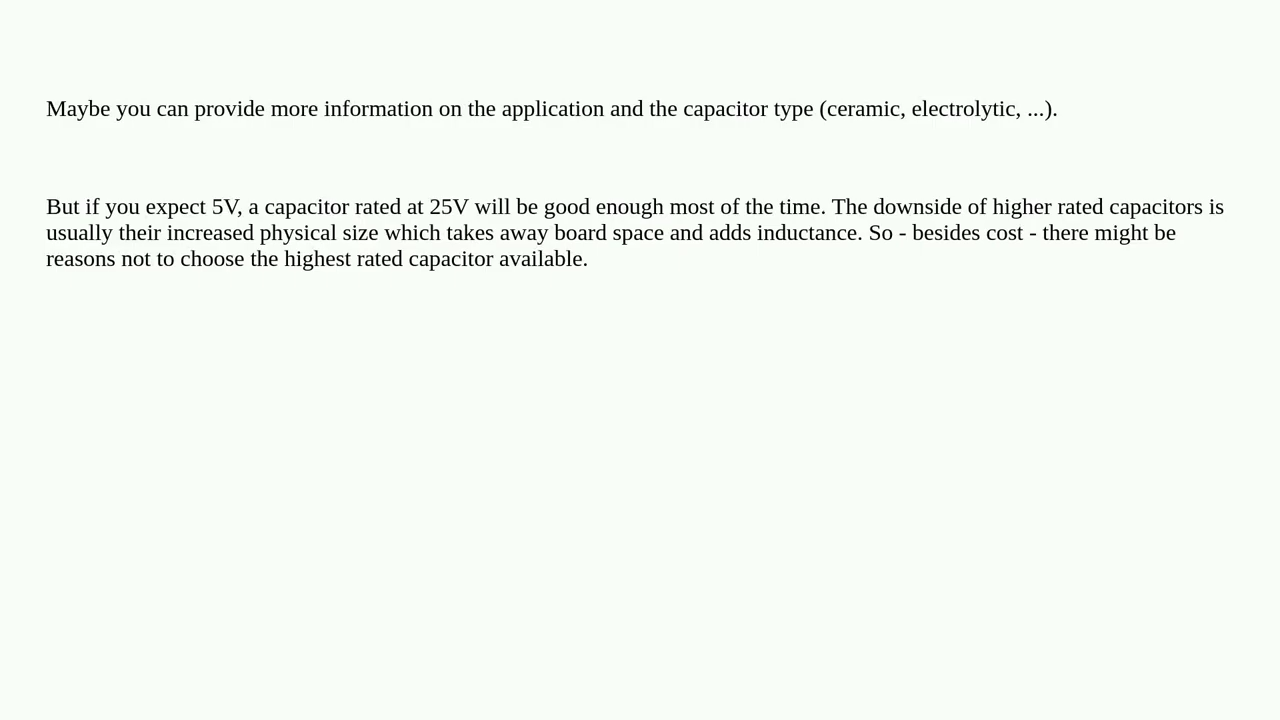 Maybe you can provide more information on the application and the capacitor type (ceramic, electrolytic, ...).
But if you expect 5V, a capacitor rated at 25V will be good enough most of the time. The downside of higher rated capacitors is
usually their increased physical size which takes away board space and adds inductance. So - besides cost - there might be
reasons not to choose the highest rated capacitor available.